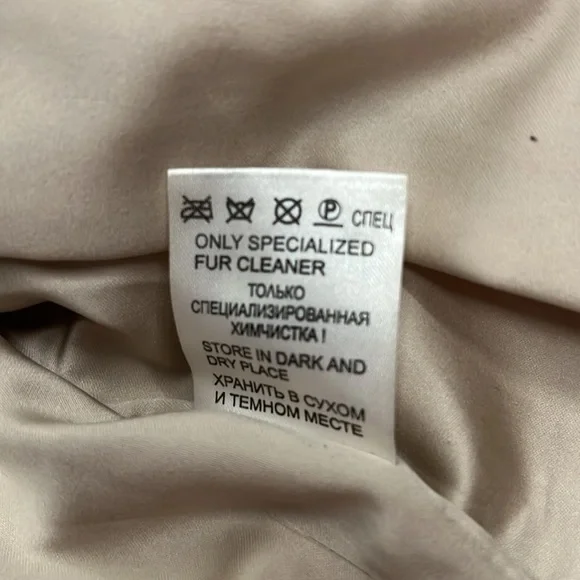 Ⓟ СПЕЦ
ONLY SPECIALIZED
FUR CLEANER
ТОЛЬКО
СПЕЦИАЛИЗИРОВАННАЯ
ХИМЧИСТКА !
STORE IN DARK AND
DRY PLACE
ХРАНИТЬ В СУХОМ
И ТЕМНОМ МЕСТЕ